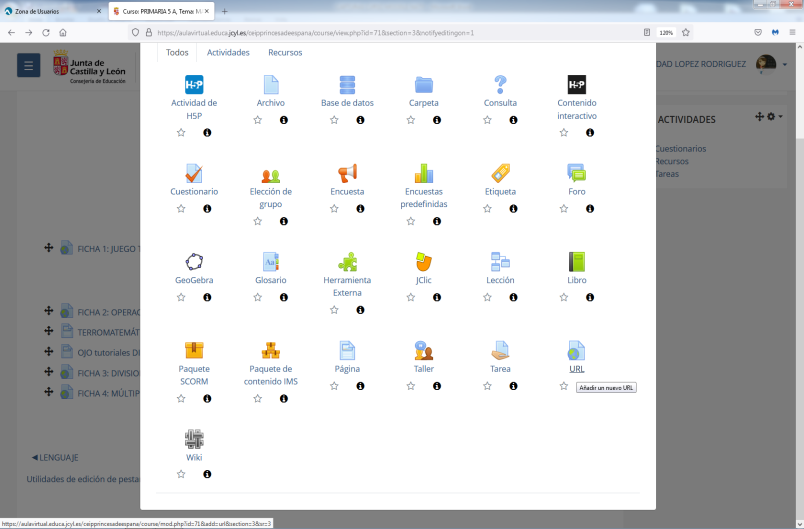 Zona de Usuarios
Curso: PRIMARIA 5 A, Tema: M
https://aulavirtual.educa.jcyl.es/ceipprincesadeespana/course/view.php?id=71&section=3&notifyeditingon=1
120%
Junta de
Castilla y León
Consejería de Educación
DAD LOPEZ RODRIGUEZ
Todos Actividades Recursos
Actividad de
H5P
Archivo
Base de datos
Carpeta
Consulta
Contenido
interactivo
ACTIVIDADES
Cuestionarios
Recursos
Tareas
Cuestionario
Elección de
grupo
Encuesta
Encuestas
predefinidas
Etiqueta
Foro
FICHA 1: JUEGO
GeoGebra
Glosario
Herramienta
Externa
JClic
Lección
Libro
FICHA 2: OPERAC
TERROMATEMÁT
OJO tutoriales
FICHA 3: DIVISIO
FICHA 4: MÚLTIP
Paquete
SCORM
Paquete de
contenido IMS
Página
Taller
Tarea
URL
Añadir un nuevo URL
Wiki
LENGUAJE
Utilidades de edición de pesta
https://aulavirtual.educa.jcyl.es/ceipprincesadeespana/course/mod.php?id=71&add=url&section=3&sr=3